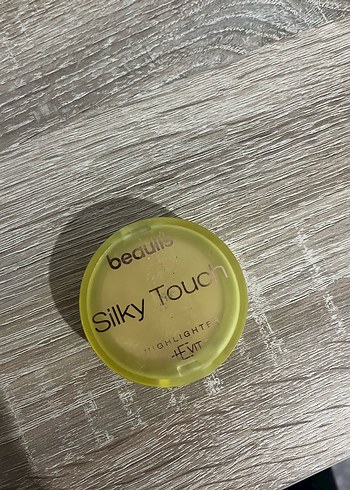 beaulis
Silky Touch
HIGHLIGHTER
+E VIT